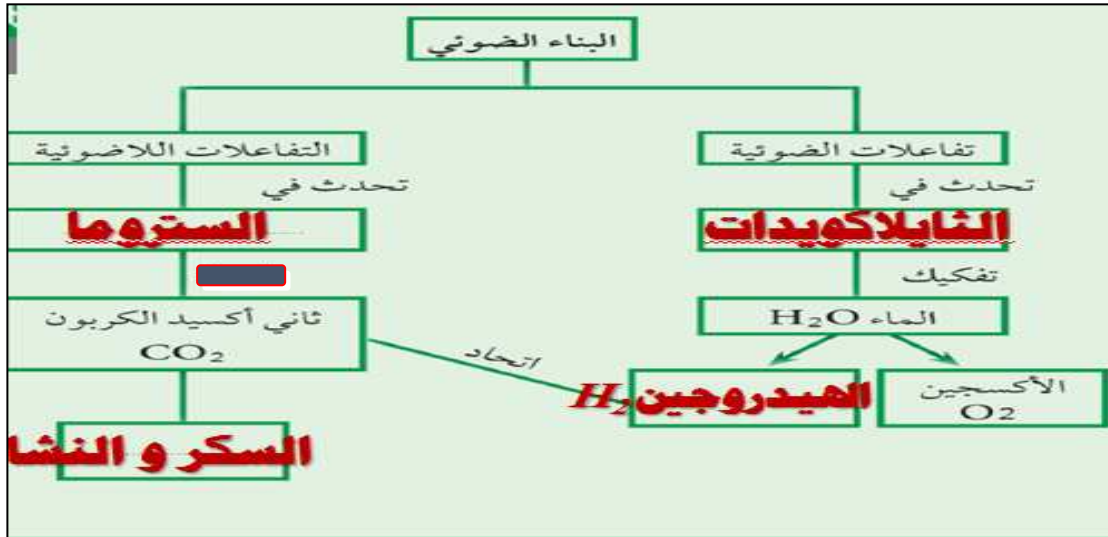 البناء الضوئي
تفاعلات الضوئية
التفاعلات اللاضوئية
تحدث في
تحدث في
الثايلاكويدات
الستروما
تفكيك
الماء H₂O
ثاني أكسيد الكربون
CO₂
اتحاد
الأكسجين
O₂
الهيدروجين H₂
السكر و النشا